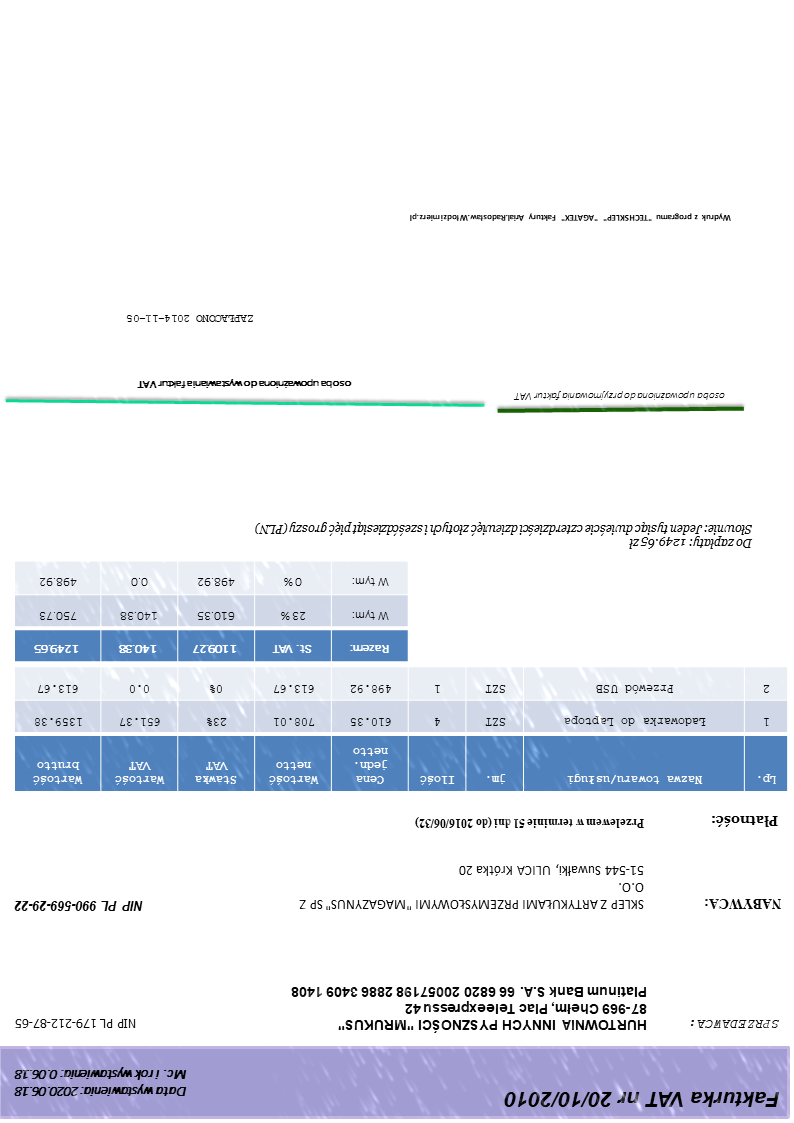 Fakturka VAT nr 20/10/2010
Data wystawienia: 2020.06.18
Mc. i rok wystawienia: 0.06.18
SPRZEDAWCA: HURTOWNIA INNYCH PYSZNOŚCI "MRUKUS" NIP PL 179-212-87-65
87-969 Chełm, Plac Teleexpressu 42
Platinum Bank S.A. 66 6820 20057198 2886 3409 1408
NABYWCA: SKLEP Z ARTYKUŁAMI PRZEMYSŁOWYMI "MAGAZYNUS" SP Z NIP PL 990-569-29-22
O.O.
51-544 Suwałki, ULICA Krótka 20
Płatność: Przelewem w terminie 51 dni (do 2016/06/32)
Lp. Nazwa towaru/usługi jm. Ilość Cena jedn. netto Wartość netto Stawka VAT Wartość VAT Wartość brutto
1 Ładowarka do Laptopa SZT 4 610.35 708.01 23% 651.37 1359.38
2 Przewód USB SZT 1 498.92 613.67 0% 0.0 613.67
Razem: St. VAT 1109.27 140.38 1249.65
W tym: 23% 610.35 140.38 750.73
W tym: 0% 498.92 0.0 498.92
Do zapłaty: 1249.65 zł
Słownie: Jeden tysiąc dwieście czterdzieści dziewięć złotych i sześćdziesiąt pięć groszy (PLN)
osoba upoważniona do przyjmowania faktur VAT
osoba upoważniona do wystawiania faktur VAT
ZAPŁACONO 2014-11-05
Wydruk z programu "TECHSKLEP" "AGATEX" Faktury Arial.Radostaw.Włodzimierz.pl